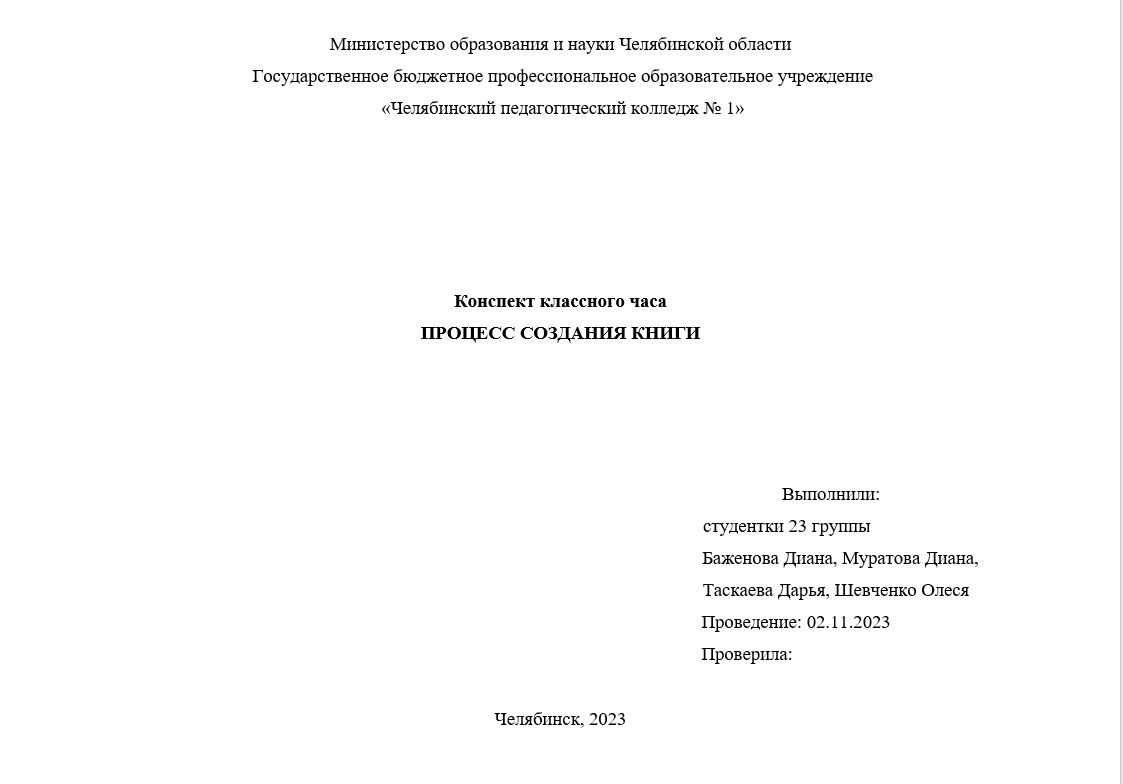 Министерство образования и науки Челябинской области
Государственное бюджетное профессиональное образовательное учреждение
«Челябинский педагогический колледж № 1»
Конспект классного часа
ПРОЦЕСС СОЗДАНИЯ КНИГИ
Выполнили:
студентки 23 группы
Баженова Диана, Муратова Диана,
Таскаева Дарья, Шевченко Олеся
Проведение: 02.11.2023
Проверила:
Челябинск, 2023